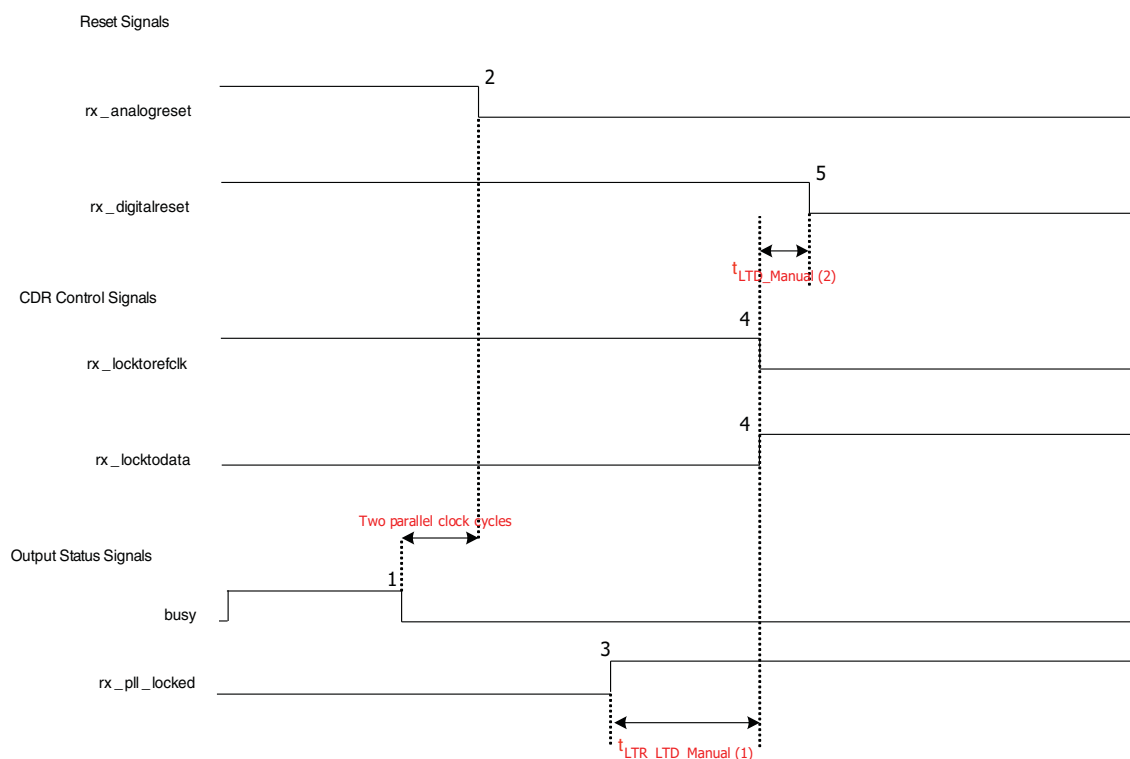 Reset Signals
2
rx_analogreset
5
rx_digitalreset
tLTD_Manual (2)
CDR Control Signals
4
rx_locktorefclk
4
rx_locktodata
Two parallel clock cycles
Output Status Signals
1
busy
3
rx_pll_locked
tLTR_LTD_Manual (1)